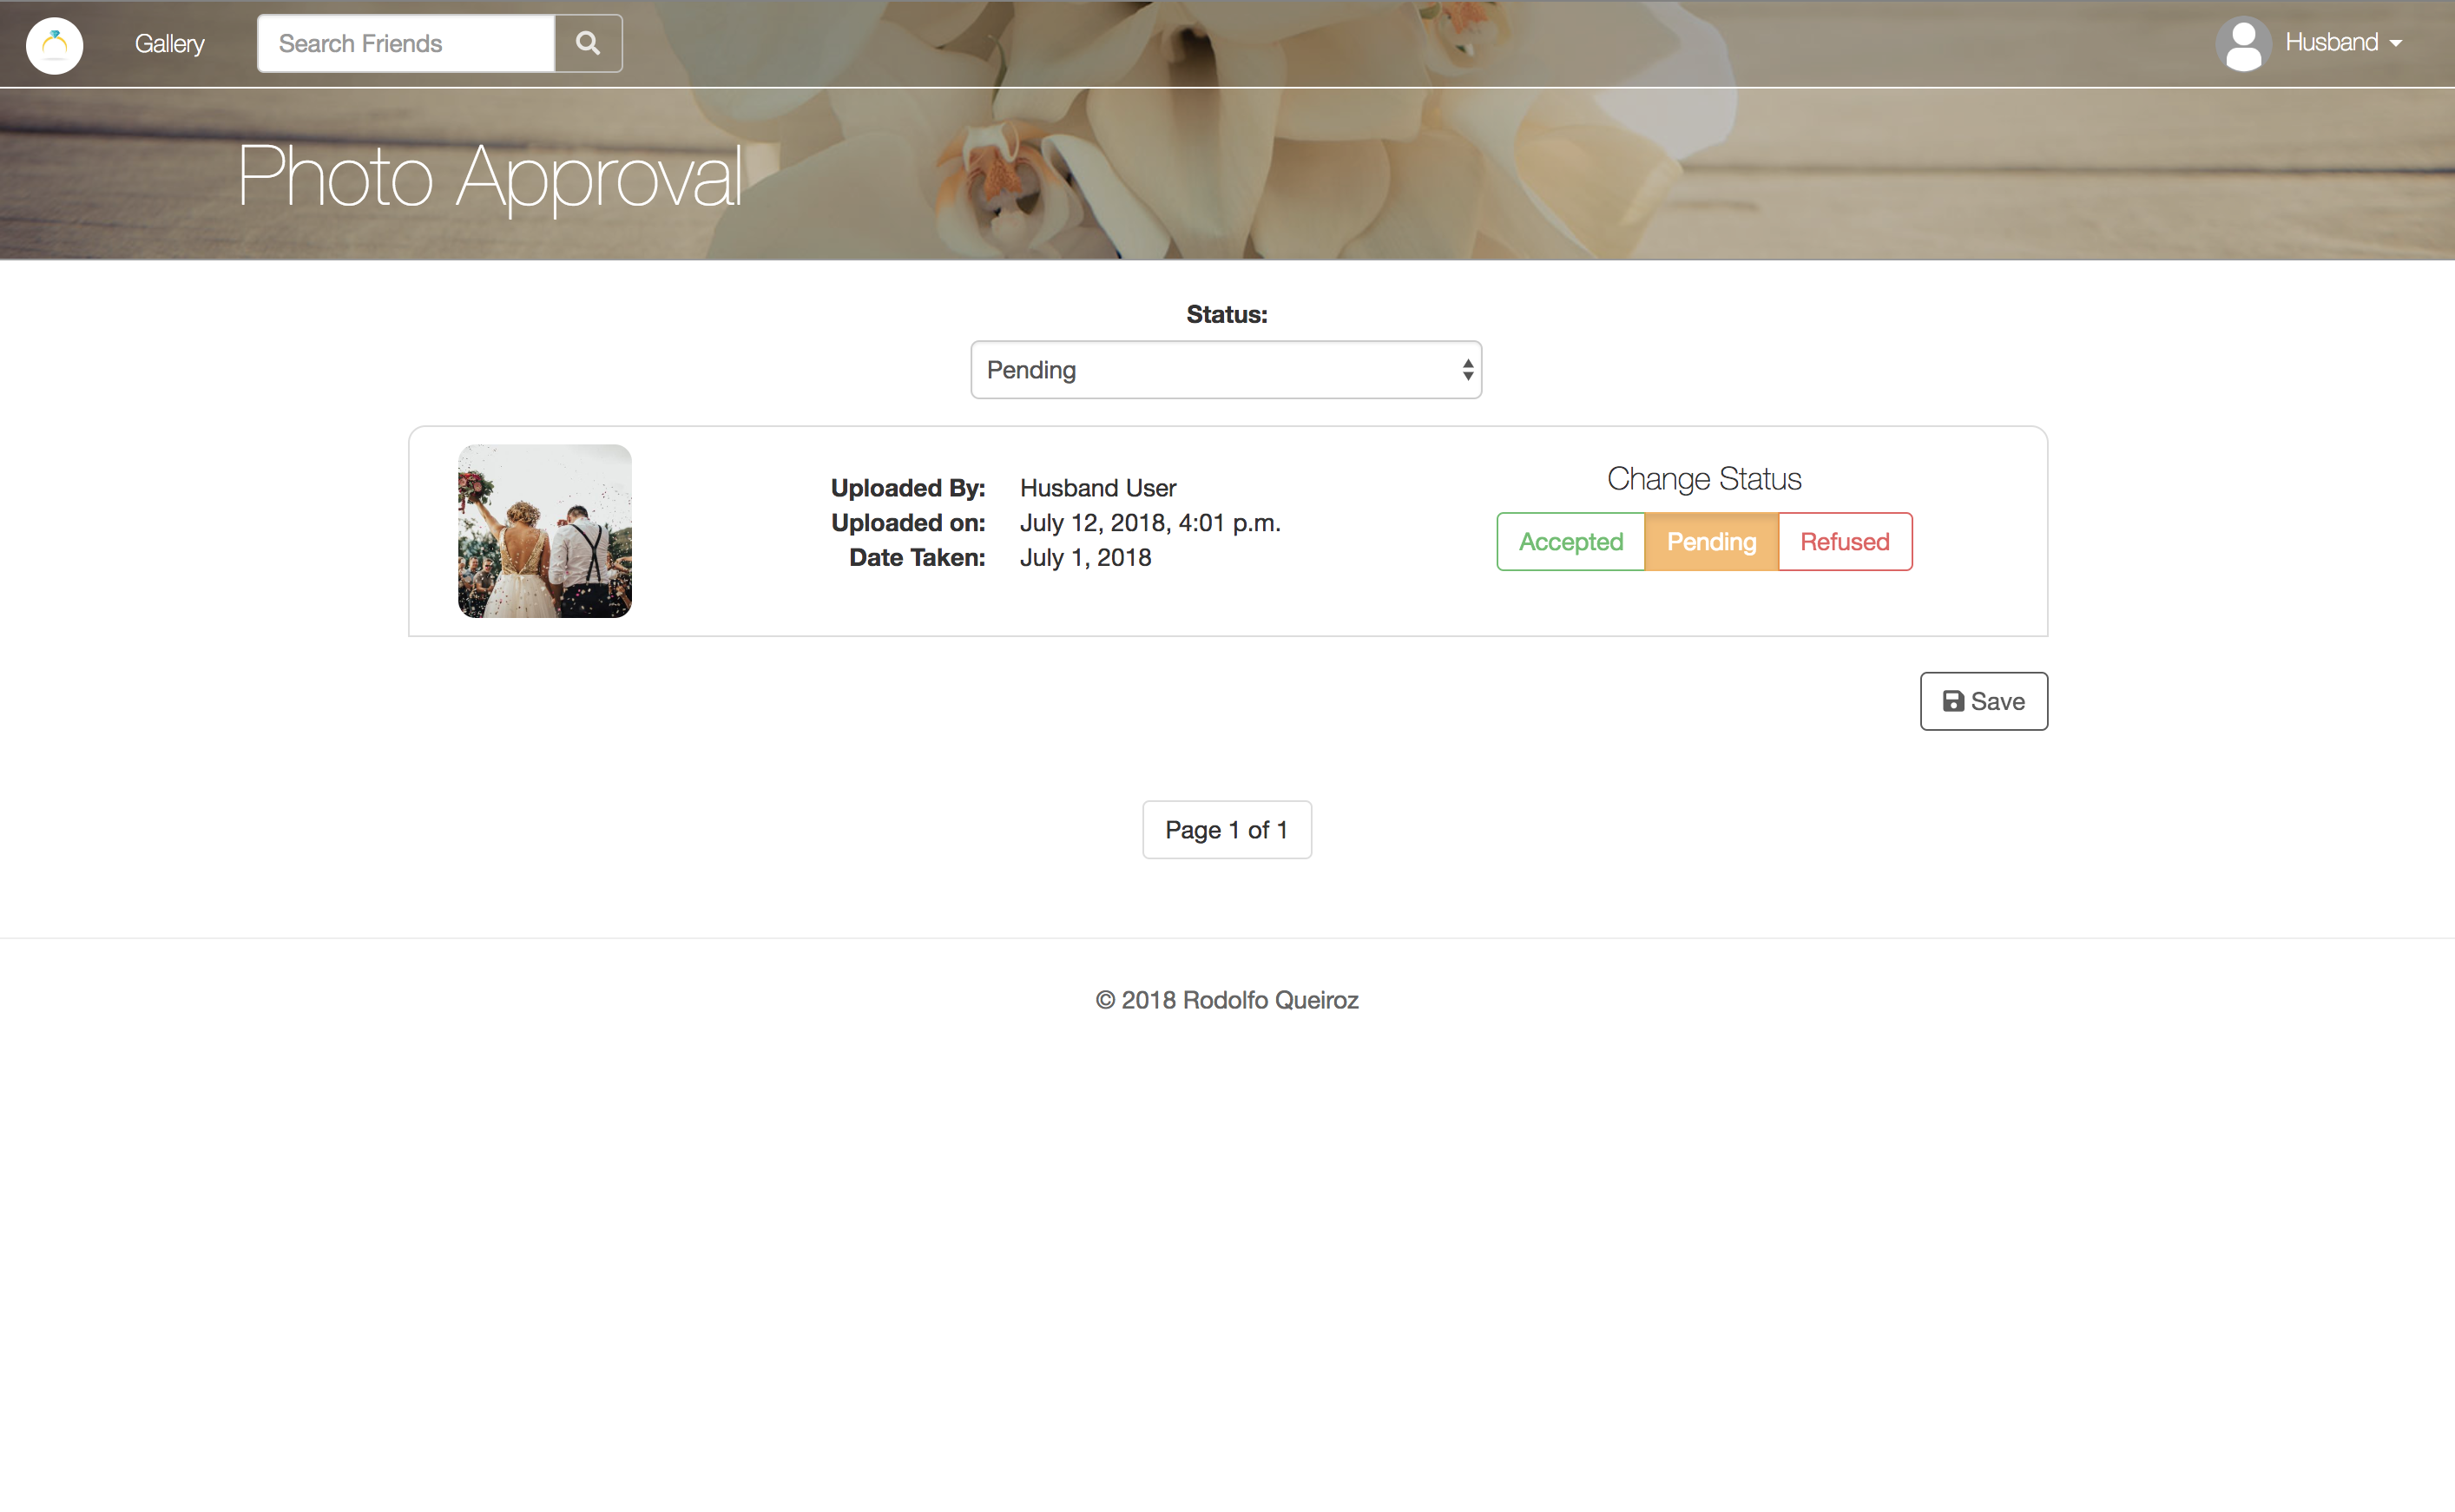 Gallery
Search Friends
Husband
Photo Approval
Status:
Pending
Uploaded By: Husband User
Uploaded on: July 12, 2018, 4:01 p.m.
Date Taken: July 1, 2018
Change Status
Accepted Pending Refused
Save
Page 1 of 1
© 2018 Rodolfo Queiroz